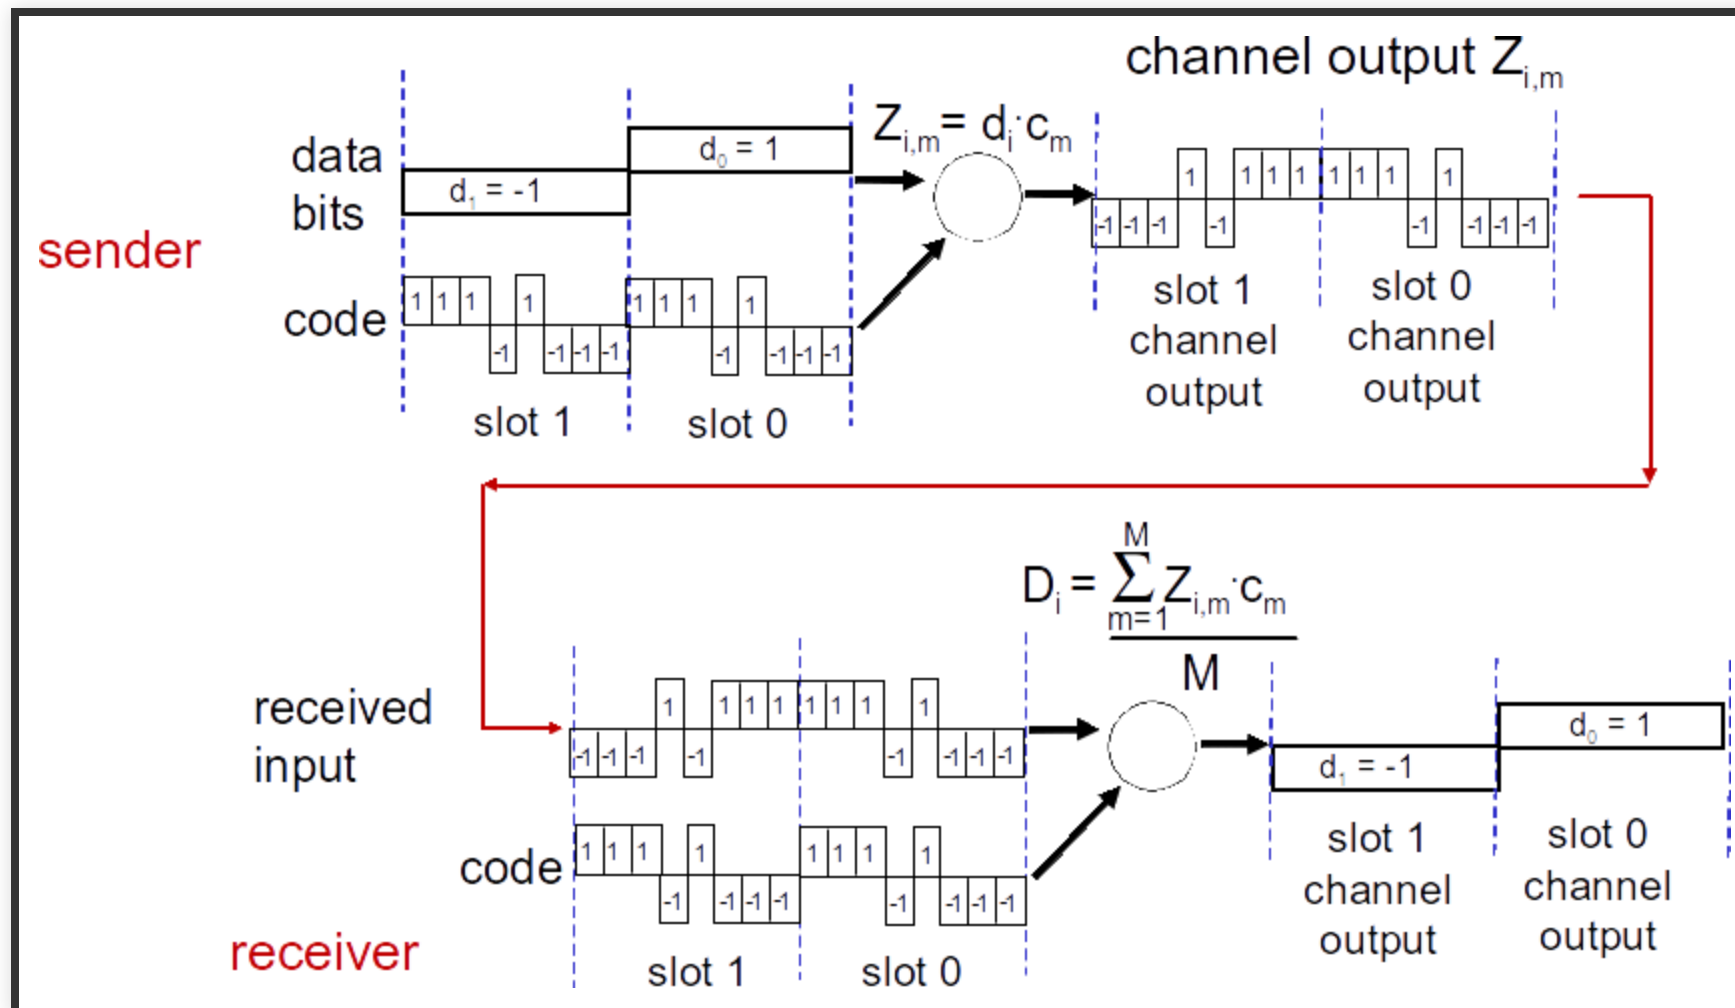 channel output Z_{i,m}
Z_{i,m} = d_i·c_m
data bits
d_1 = -1
d_0 = 1
sender
code
1 1 1 -1 1 -1 -1 -1
1 1 1 -1 1 -1 -1 -1
slot 1
slot 0
-1 -1 -1 1 -1 1 1 1
1 1 1 -1 1 -1 -1 -1
slot 1
channel
output
slot 0
channel
output
D_i = Σ_{m=1}^{M} Z_{i,m}·c_m
M
received
input
-1 -1 -1 1 -1 1 1 1
1 1 1 -1 1 -1 -1 -1
code
1 1 1 -1 1 -1 -1 -1
1 1 1 -1 1 -1 -1 -1
receiver
slot 1
slot 0
d_1 = -1
d_0 = 1
slot 1
channel
output
slot 0
channel
output